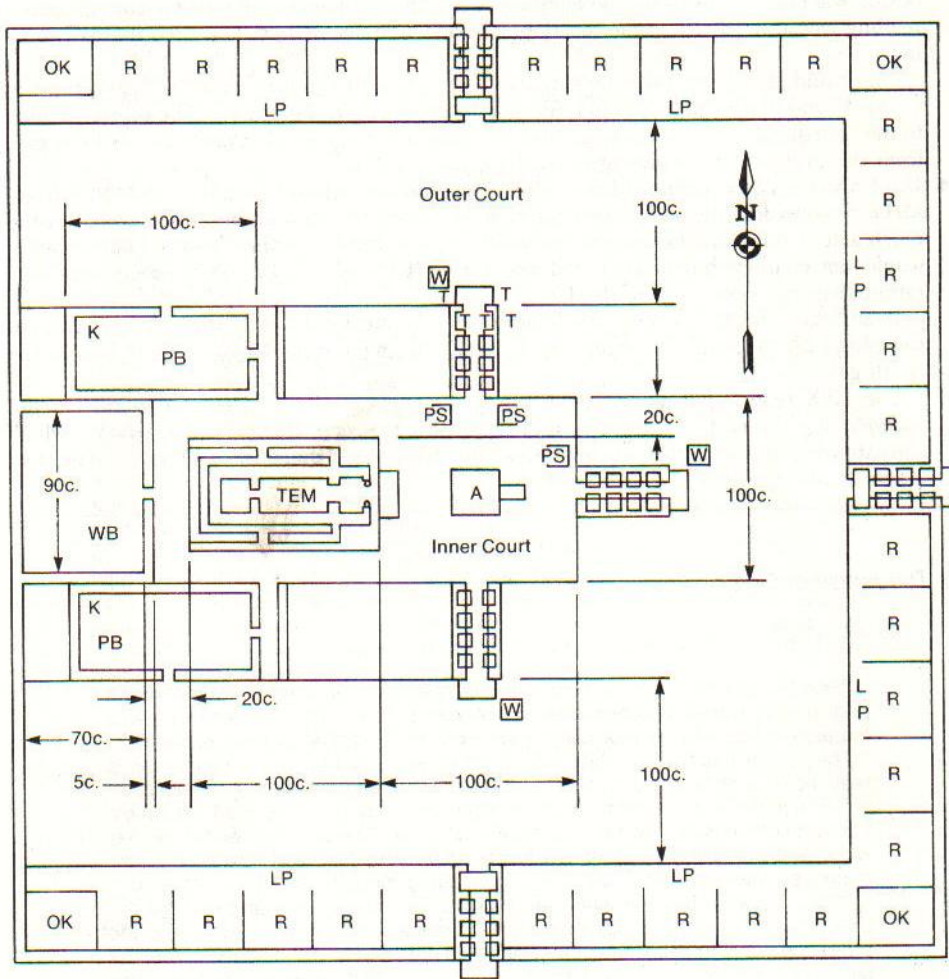 OK R R R R R R R R R R OK
LP LP
R
Outer Court
100c.
100c.
N
R
L
P
R
W
T T
T T T
K
PB
R
R
PS PS
20c.
PS
W
90c.
TEM
A
100c.
WB
Inner Court
R
K
PB
R
W
20c.
L
P
R
70c.
R
5c.
100c.
100c.
100c.
R
LP LP
OK R R R R R R R R R OK